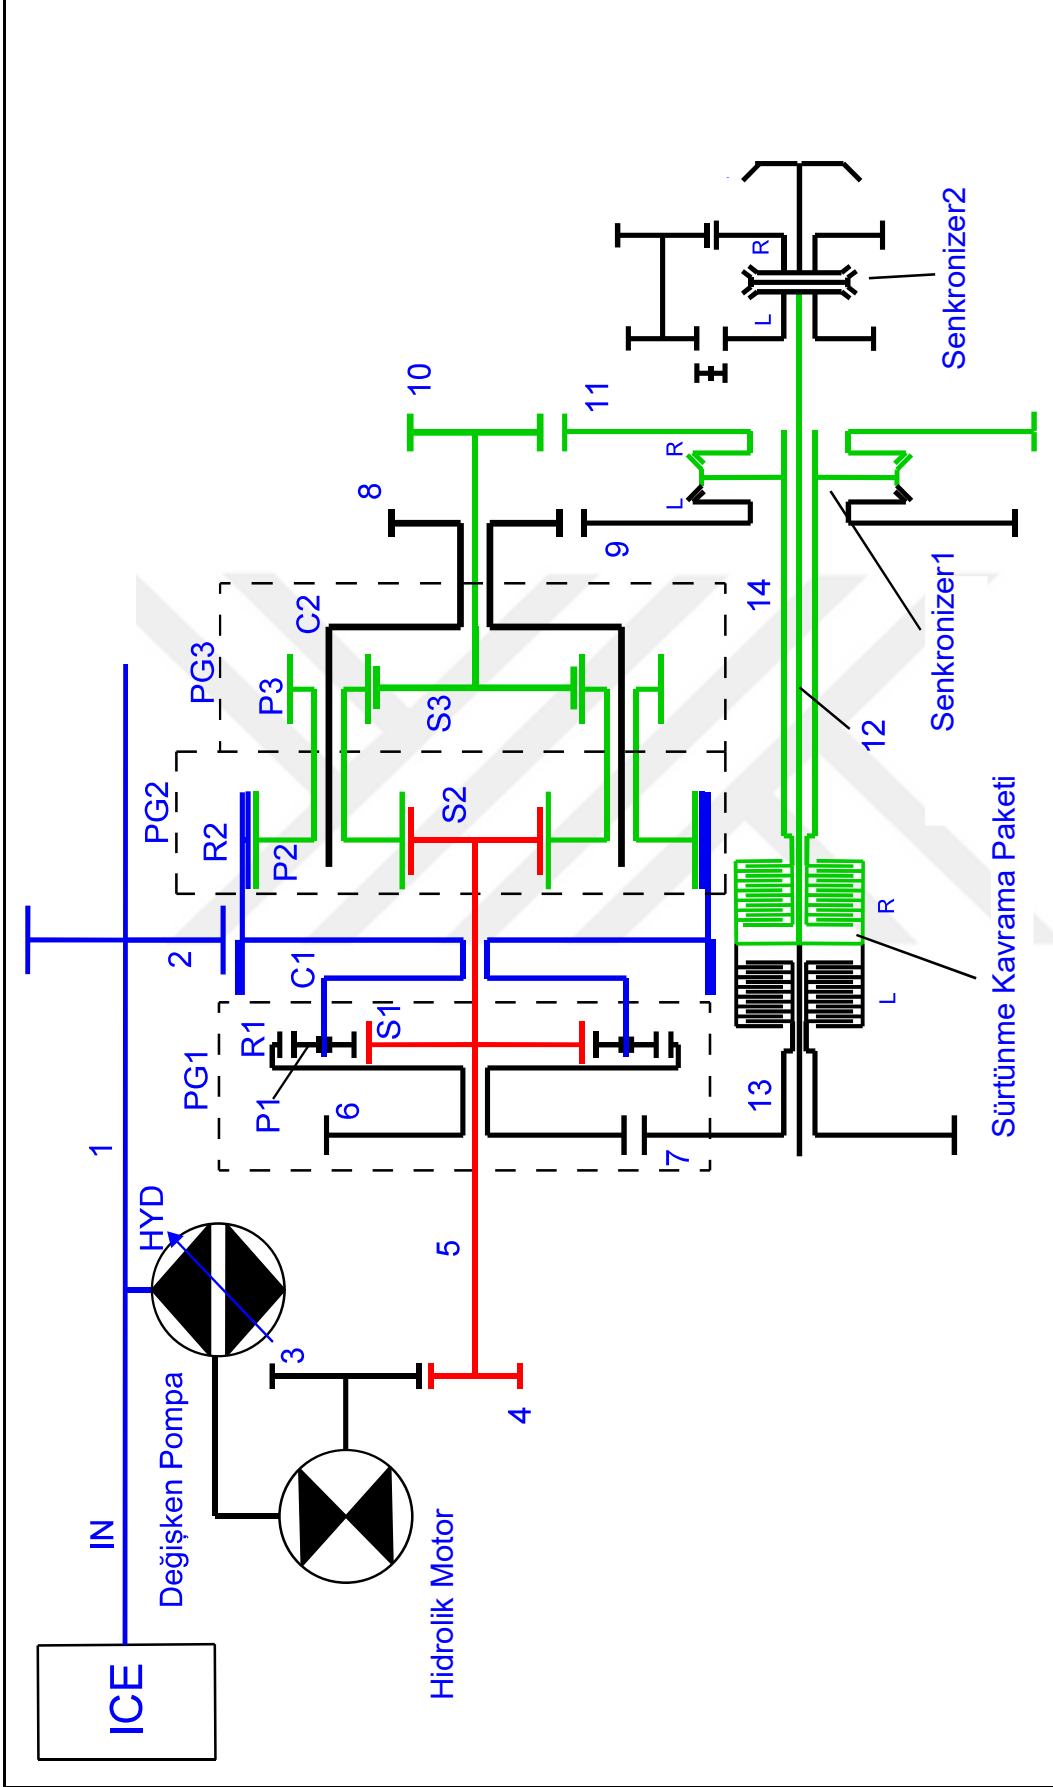 ICE
IN
1
HYD
Değişken Pompa
Hidrolik Motor
2
3
4
5
PG1
R1
P1
S1
C1
6
7
PG2
R2
P2
S2
PG3
P3
S3
C2
8
9
10
11
13
L
R
Sürtünme Kavrama Paketi
12
14
L
R
Senkronizer1
L
R
Senkronizer2